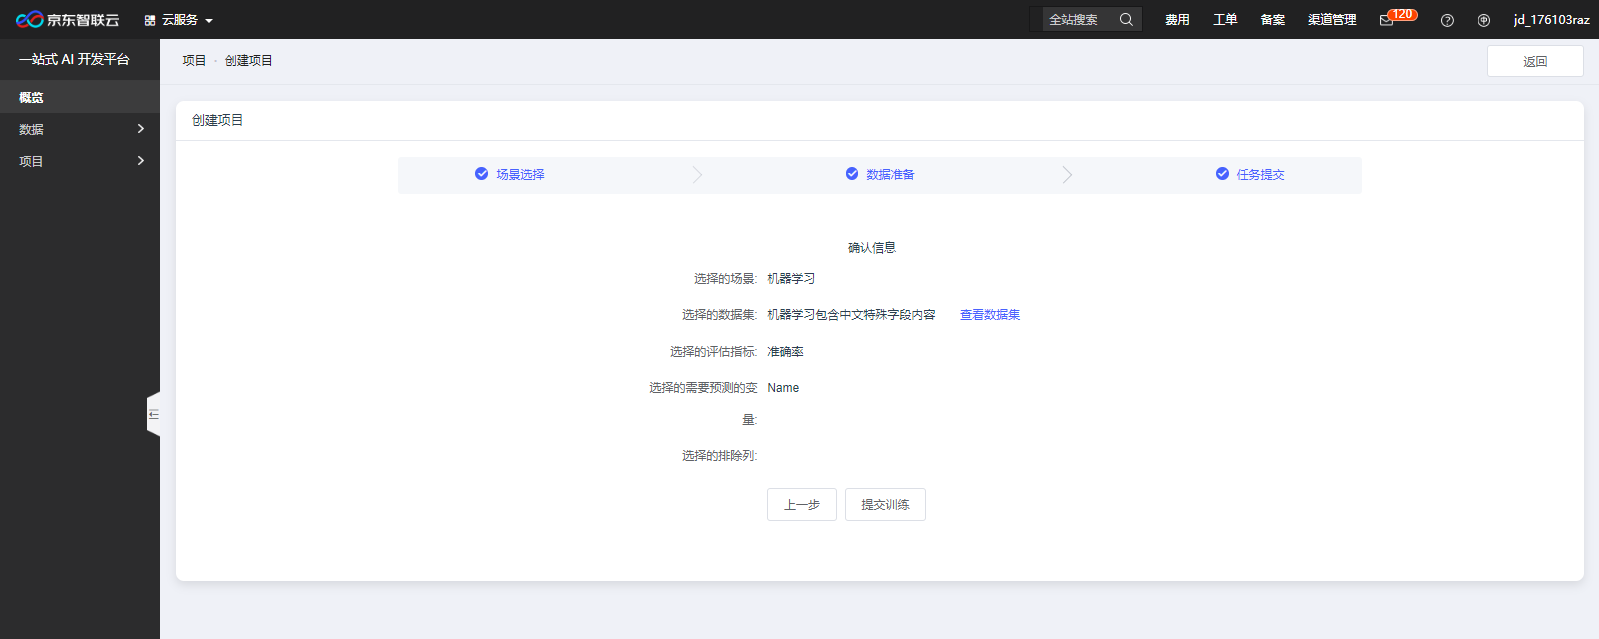 京东智联云
云服务
全站搜索
费用
工单
备案
渠道管理
120
jd_176103raz
一站式 AI 开发平台
概览
数据
项目
项目 · 创建项目
返回
创建项目
场景选择
数据准备
任务提交
确认信息
选择的场景: 机器学习
选择的数据集: 机器学习包含中文特殊字段内容 查看数据集
选择的评估指标: 准确率
选择的需要预测的变 Name
量:
选择的排除列:
上一步
提交训练